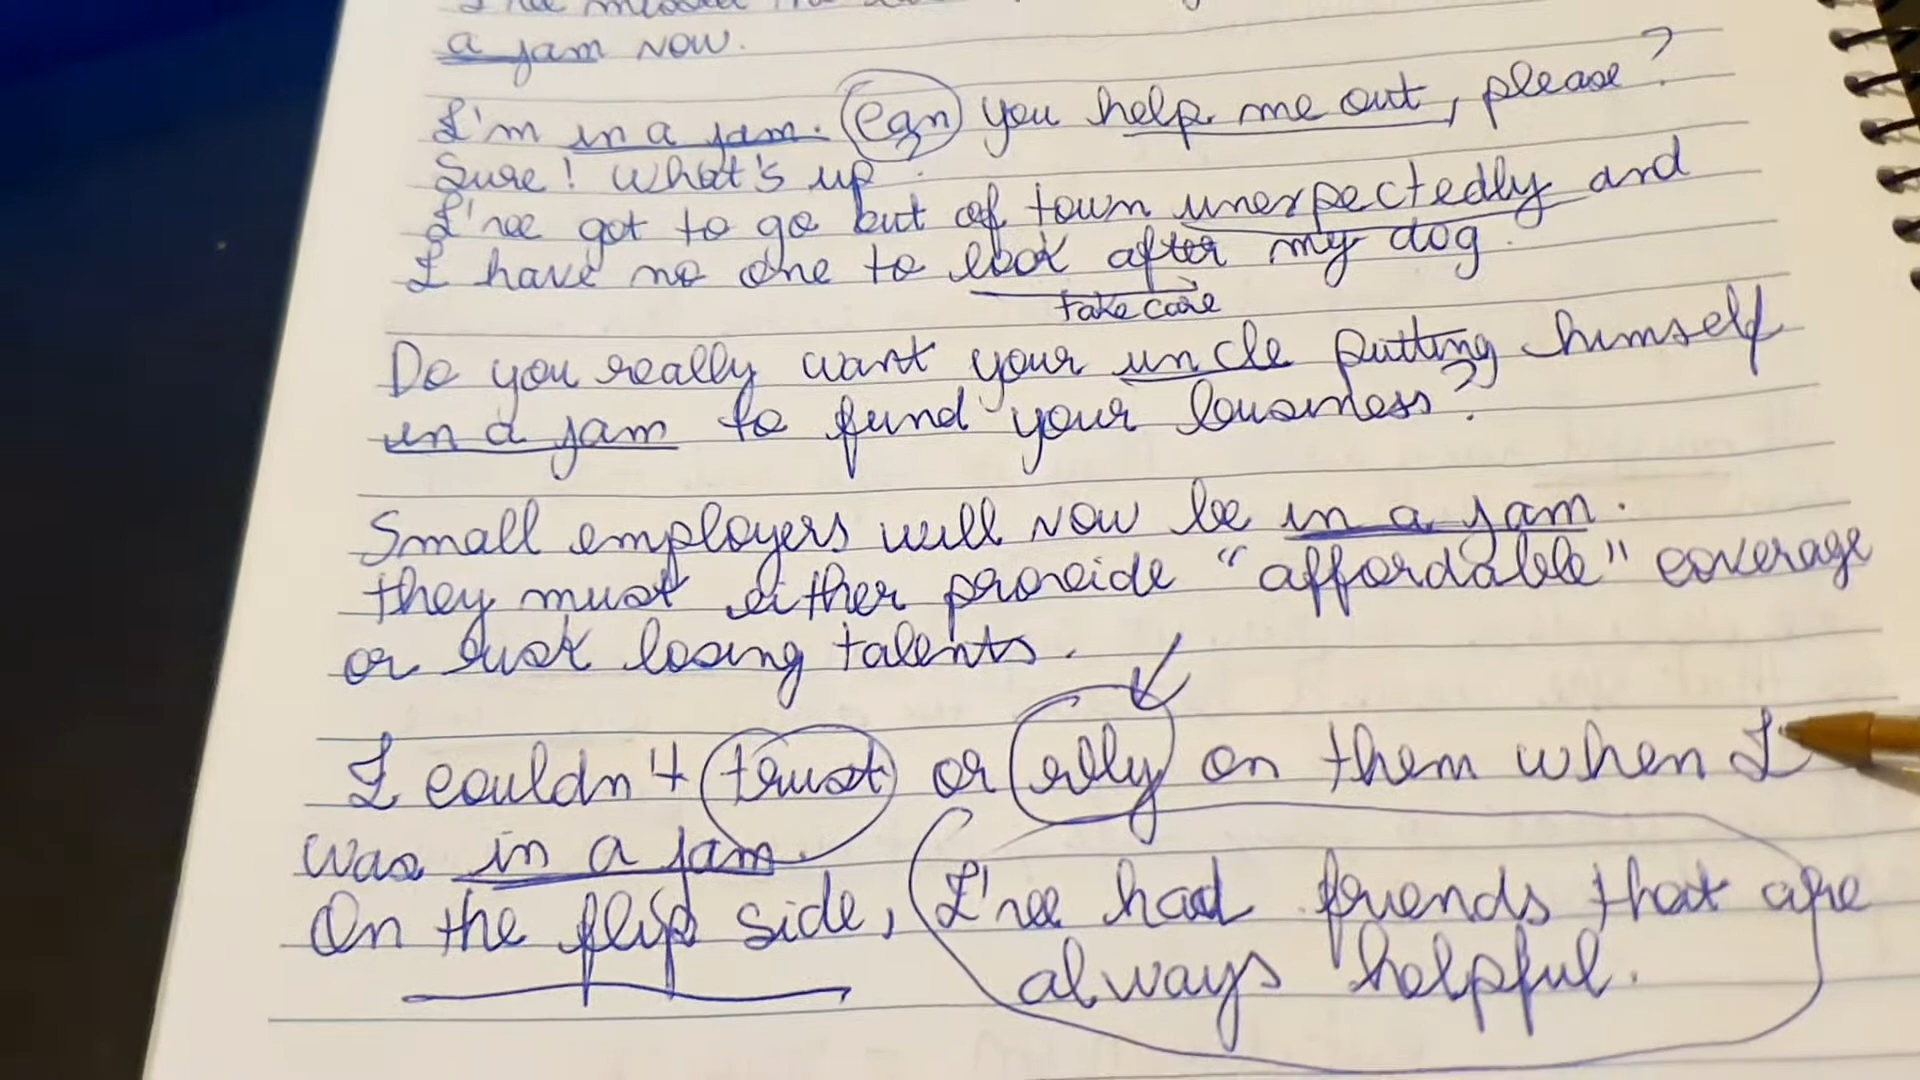 a jam now.
I'm in a jam. Can you help me out, please?
Sure! What's up?
I've got to go out of town unexpectedly and
I have no one to look after my dog.
take care
Do you really want your uncle putting himself
in a jam to fund your
Small employers will now be in a jam.
they must either provide "affordable" coverage
or risk losing talents.
I couldn't trust or rely on them when I
was in a jam.
On the flip side, I've had friends that are
always helpful.